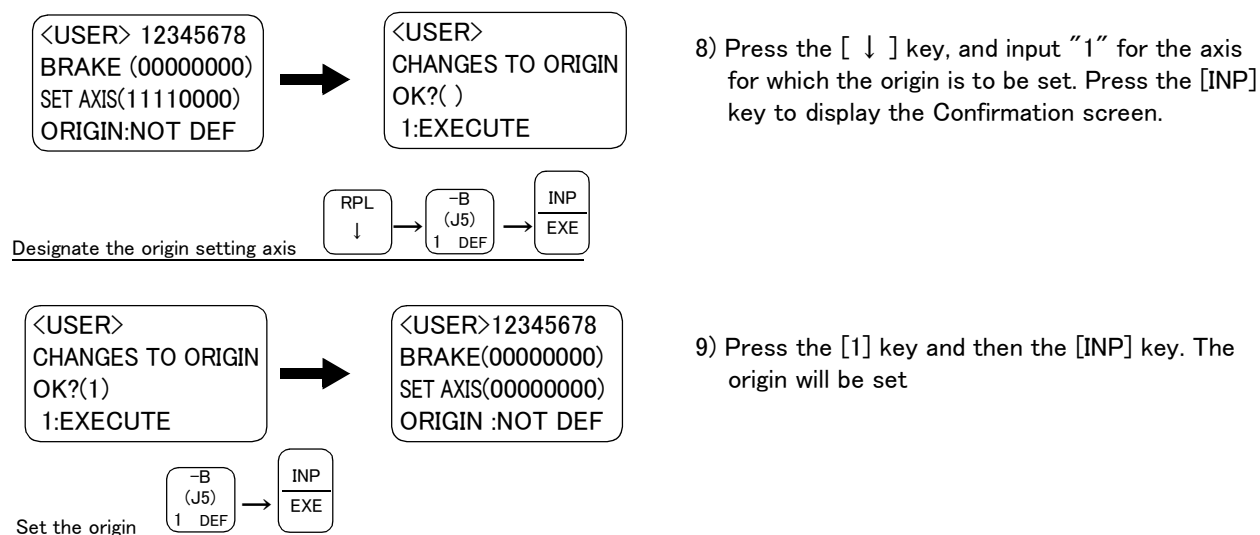 <USER> 12345678
BRAKE (00000000)
SET AXIS(11110000)
ORIGIN:NOT DEF
<USER>
CHANGES TO ORIGIN
OK?( )
1:EXECUTE
8) Press the [ ↓ ] key, and input "1" for the axis
for which the origin is to be set. Press the [INP]
key to display the Confirmation screen.
Designate the origin setting axis
RPL
↓
→
-B
(J5)
1 DEF
→
INP
EXE
<USER>
CHANGES TO ORIGIN
OK?(1)
1:EXECUTE
<USER>12345678
BRAKE(00000000)
SET AXIS(00000000)
ORIGIN :NOT DEF
9) Press the [1] key and then the [INP] key. The
origin will be set
Set the origin
-B
(J5)
1 DEF
→
INP
EXE